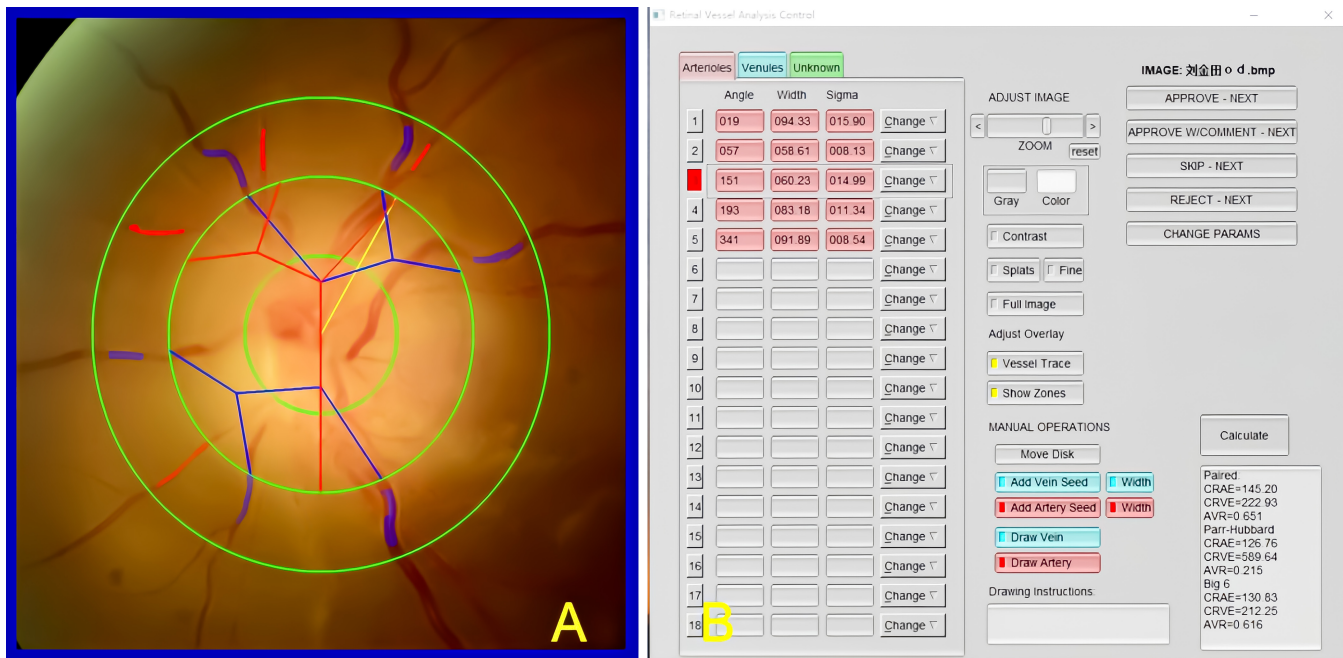 A
Retinal Vessel Analysis Control
Arterioles Venules Unknown
Angle Width Sigma
1 019 094.33 015.90 Change
2 057 058.61 008.13 Change
151 060.23 014.99 Change
4 193 083.18 011.34 Change
5 341 091.89 008.54 Change
6 Change
7 Change
8 Change
9 Change
10 Change
11 Change
12 Change
13 Change
14 Change
15 Change
16 Change
17 Change
18 Change
B
ADJUST IMAGE
< >
ZOOM reset
Gray Color
Contrast
Splats Fine
Full Image
Adjust Overlay
Vessel Trace
Show Zones
MANUAL OPERATIONS
Move Disk
Add Vein Seed Width
Add Artery Seed Width
Draw Vein
Draw Artery
Drawing Instructions:
IMAGE: 刘金田od.bmp
APPROVE - NEXT
APPROVE W/COMMENT - NEXT
SKIP - NEXT
REJECT - NEXT
CHANGE PARAMS
Calculate
Paired.
CRAE=145.20
CRVE=222.93
AVR=0.651
Parr-Hubbard
CRAE=126.76
CRVE=589.64
AVR=0.215
Big 6
CRAE=130.83
CRVE=212.25
AVR=0.616